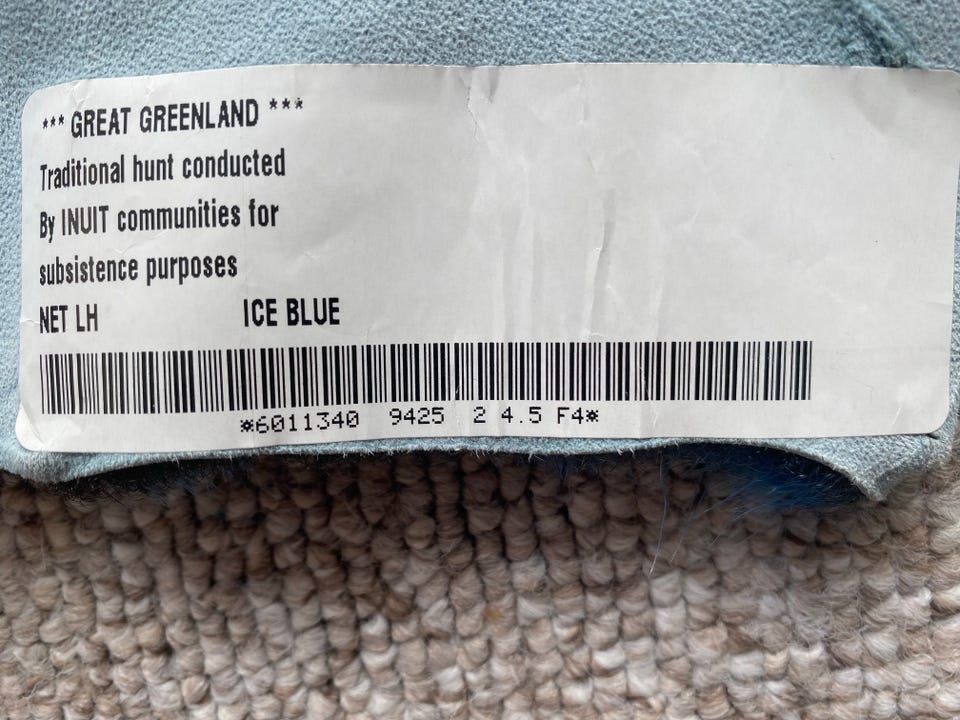 *** GREAT GREENLAND ***
Traditional hunt conducted
By INUIT communities for
subsistence purposes
NET LH ICE BLUE
*6011340 9425 2 4.5 F4*